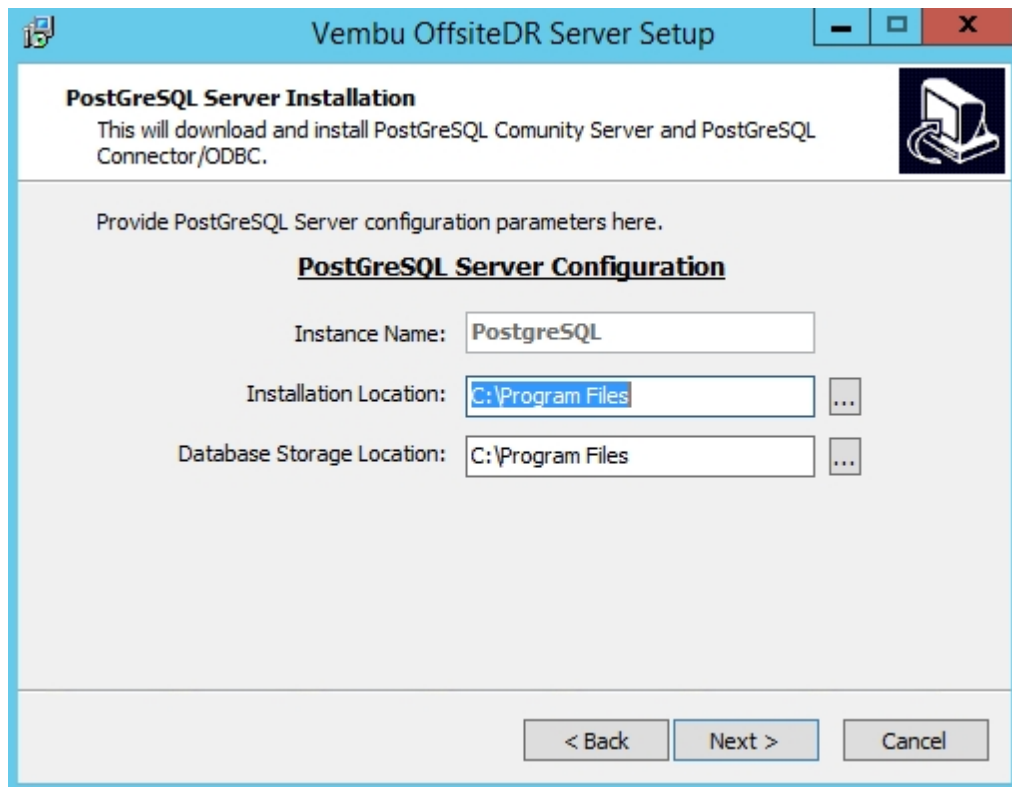 Vembu OffsiteDR Server Setup
PostGreSQL Server Installation
This will download and install PostGreSQL Comunity Server and PostGreSQL
Connector/ODBC.
Provide PostGreSQL Server configuration parameters here.
PostGreSQL Server Configuration
Instance Name: PostgreSQL
Installation Location: C:\Program Files ...
Database Storage Location: C:\Program Files ...
< Back Next > Cancel